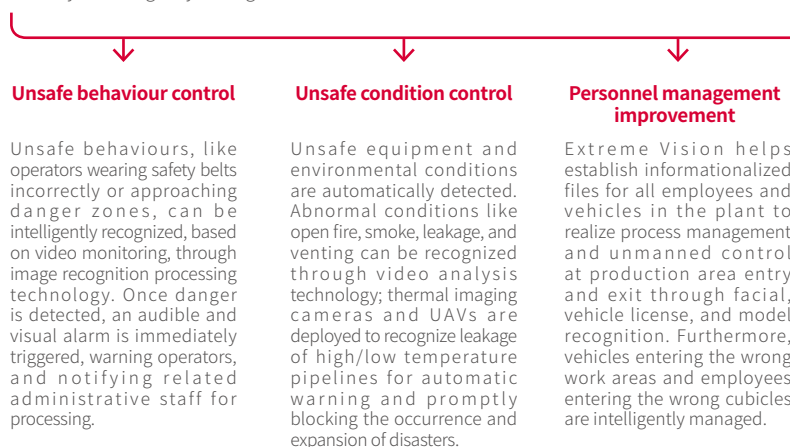 Unsafe behaviour control
Unsafe behaviours, like
operators wearing safety belts
incorrectly or approaching
danger zones, can be
intelligently recognized, based
on video monitoring, through
image recognition processing
technology. Once danger
is detected, an audible and
visual alarm is immediately
triggered, warning operators,
and notifying related
administrative staff for
processing.
Unsafe condition control
Unsafe equipment and
environmental conditions
are automatically detected.
Abnormal conditions like
open fire, smoke, leakage, and
venting can be recognized
through video analysis
technology; thermal imaging
cameras and UAVs are
deployed to recognize leakage
of high/low temperature
pipelines for automatic
warning and promptly
blocking the occurrence and
expansion of disasters.
Personnel management
improvement
Extreme Vision helps
establish informationalized
files for all employees and
vehicles in the plant to
realize process management
and unmanned control
at production area entry
and exit through facial,
vehicle license, and model
recognition. Furthermore,
vehicles entering the wrong
work areas and employees
entering the wrong cubicles
are intelligently managed.